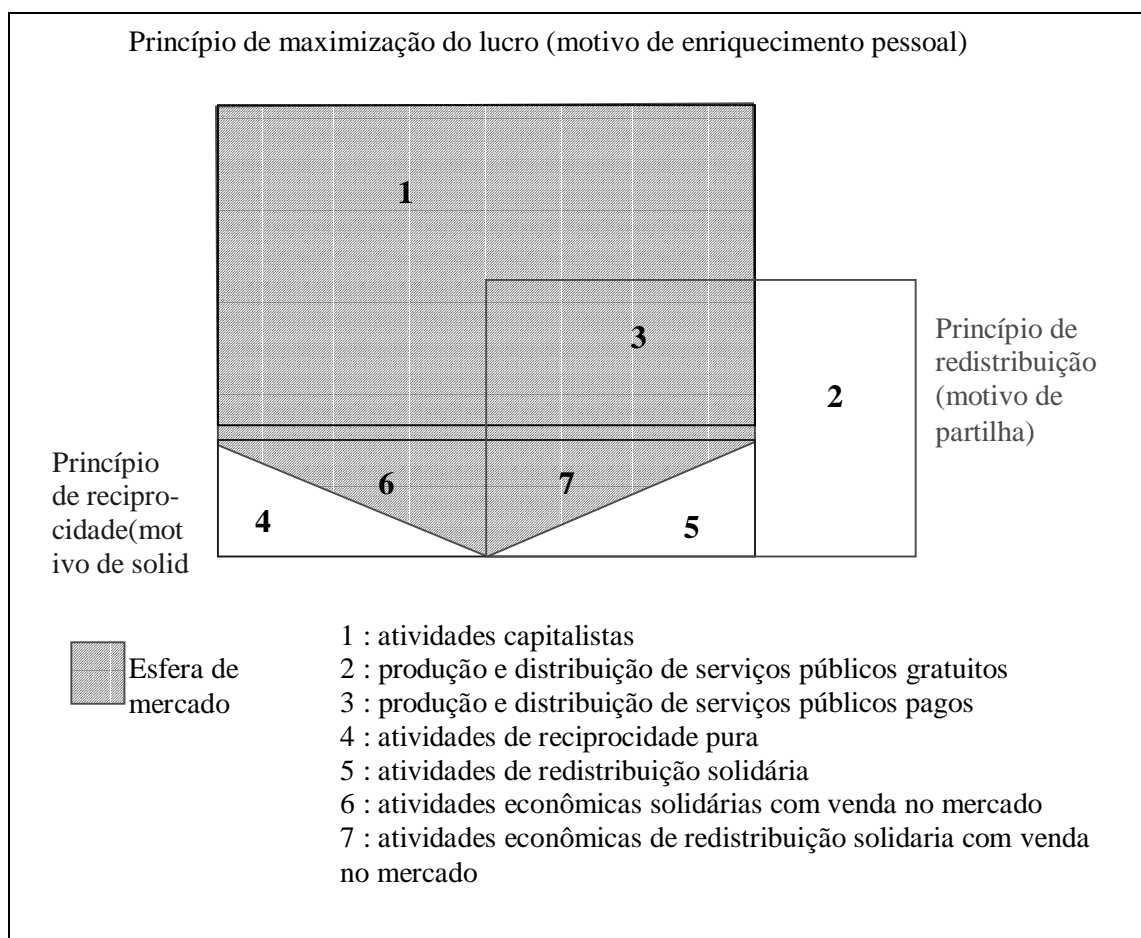 Princípio de maximização do lucro (motivo de enriquecimento pessoal)
1
3
2
Princípio de
redistribuição
(motivo de
partilha)
Princípio
de recipro-
cidade(mot
ivo de solid
6
7
4
5
Esfera de
mercado
1 : atividades capitalistas
2 : produção e distribuição de serviços públicos gratuitos
3 : produção e distribuição de serviços públicos pagos
4 : atividades de reciprocidade pura
5 : atividades de redistribuição solidária
6 : atividades econômicas solidárias com venda no mercado
7 : atividades econômicas de redistribuição solidaria com venda
no mercado